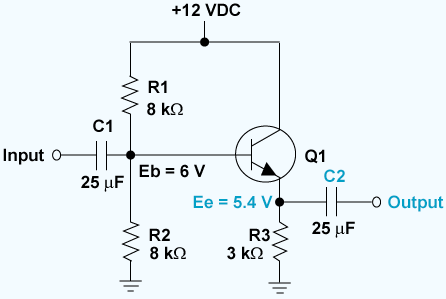 +12 VDC
R1
8 kΩ
C1
Input
Eb = 6 V
25 µF
Q1
C2
Ee = 5.4 V
Output
25 µF
R2
8 kΩ
R3
3 kΩ